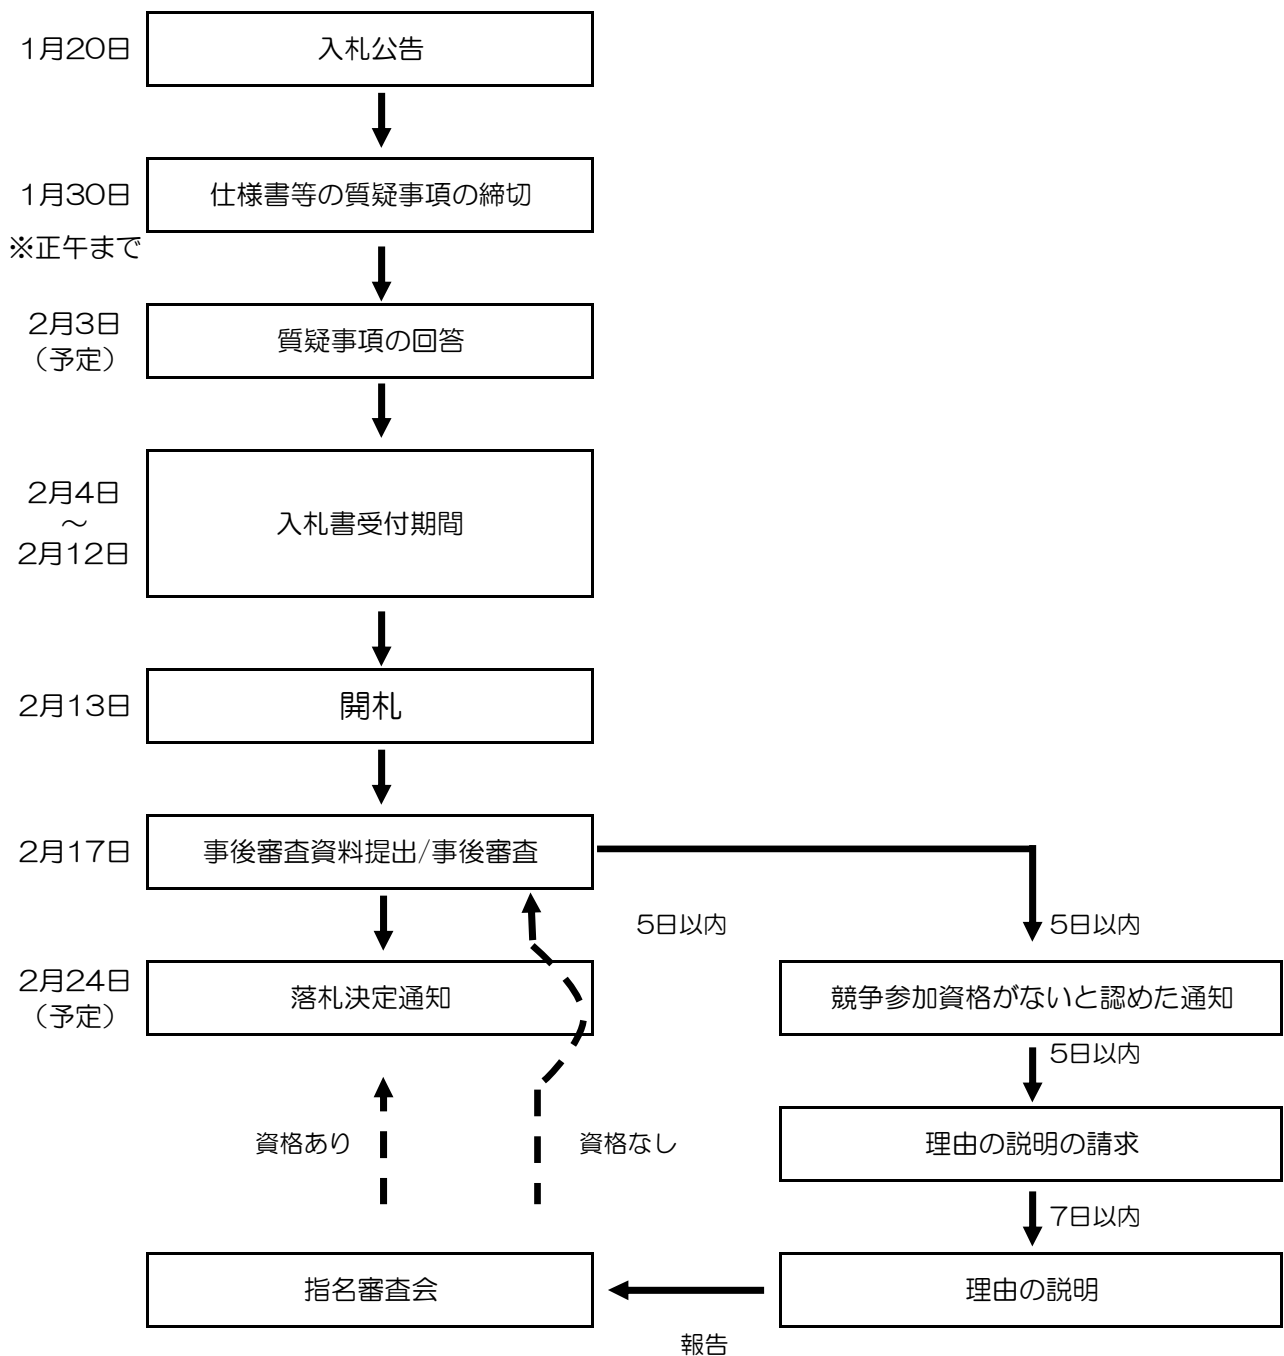 1月20日
入札公告
1月30日
仕様書等の質疑事項の締切
※正午まで
2月3日
（予定）
質疑事項の回答
2月4日
～
2月12日
入札書受付期間
2月13日
開札
2月17日
事後審査資料提出/事後審査
5日以内
5日以内
2月24日
（予定）
落札決定通知
競争参加資格がないと認めた通知
5日以内
資格あり
資格なし
理由の説明の請求
7日以内
指名審査会
理由の説明
報告